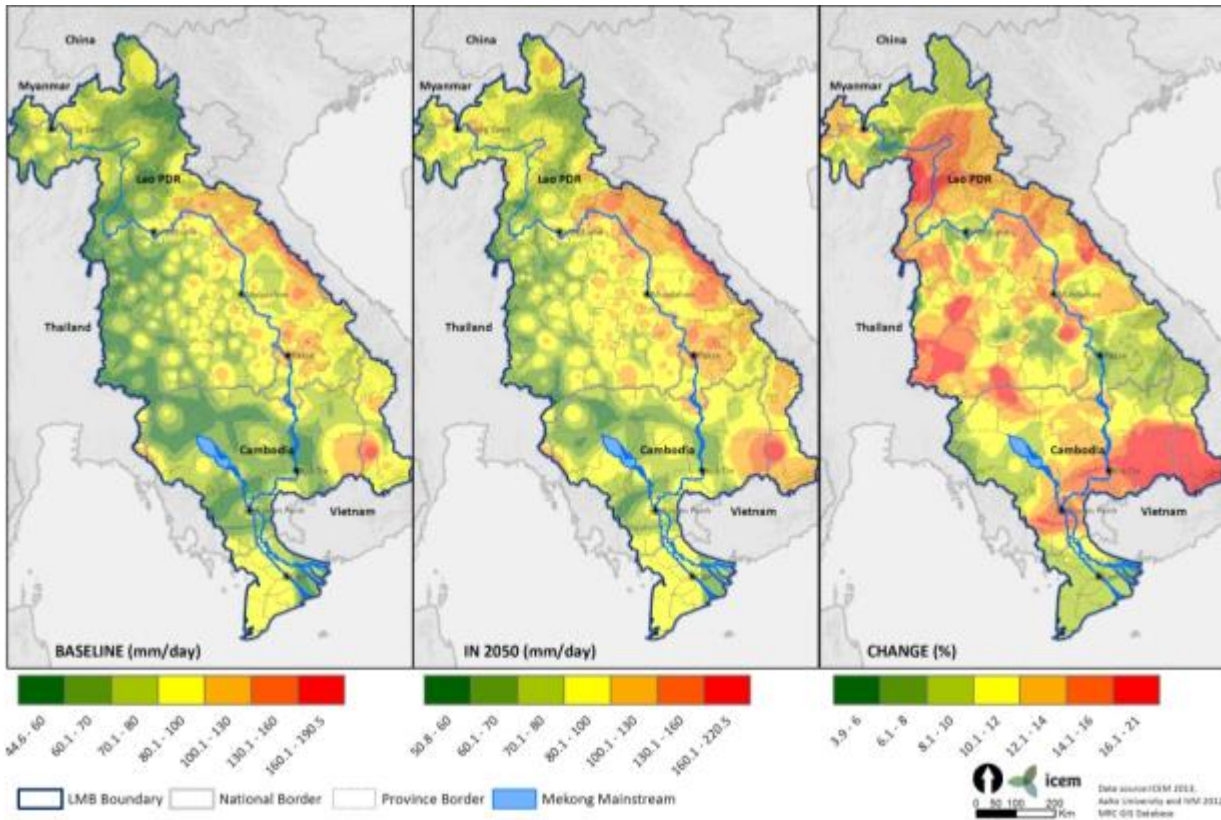 China
Myanmar
Lao PDR
Thailand
Cambodia
Vietnam
BASELINE (mm/day)
China
Myanmar
Lao PDR
Thailand
Cambodia
Vietnam
IN 2050 (mm/day)
China
Myanmar
Lao PDR
Thailand
Cambodia
Vietnam
CHANGE (%)
44.6 - 60
60.1 - 70
70.1 - 80
80.1 - 100
100.1 - 130
130.1 - 160
160.1 - 190.5
50.8 - 60
60.1 - 70
70.1 - 80
80.1 - 100
100.1 - 130
130.1 - 160
160.1 - 220.5
3.9 - 6
6.1 - 8
8.1 - 10
10.1 - 12
12.1 - 14
14.1 - 16
16.1 - 21
LMB Boundary
National Border
Province Border
Mekong Mainstream
icem
0 50 100 200
Km
Data source: ICEM 2013,
Aalto University and
MRC GIS Database